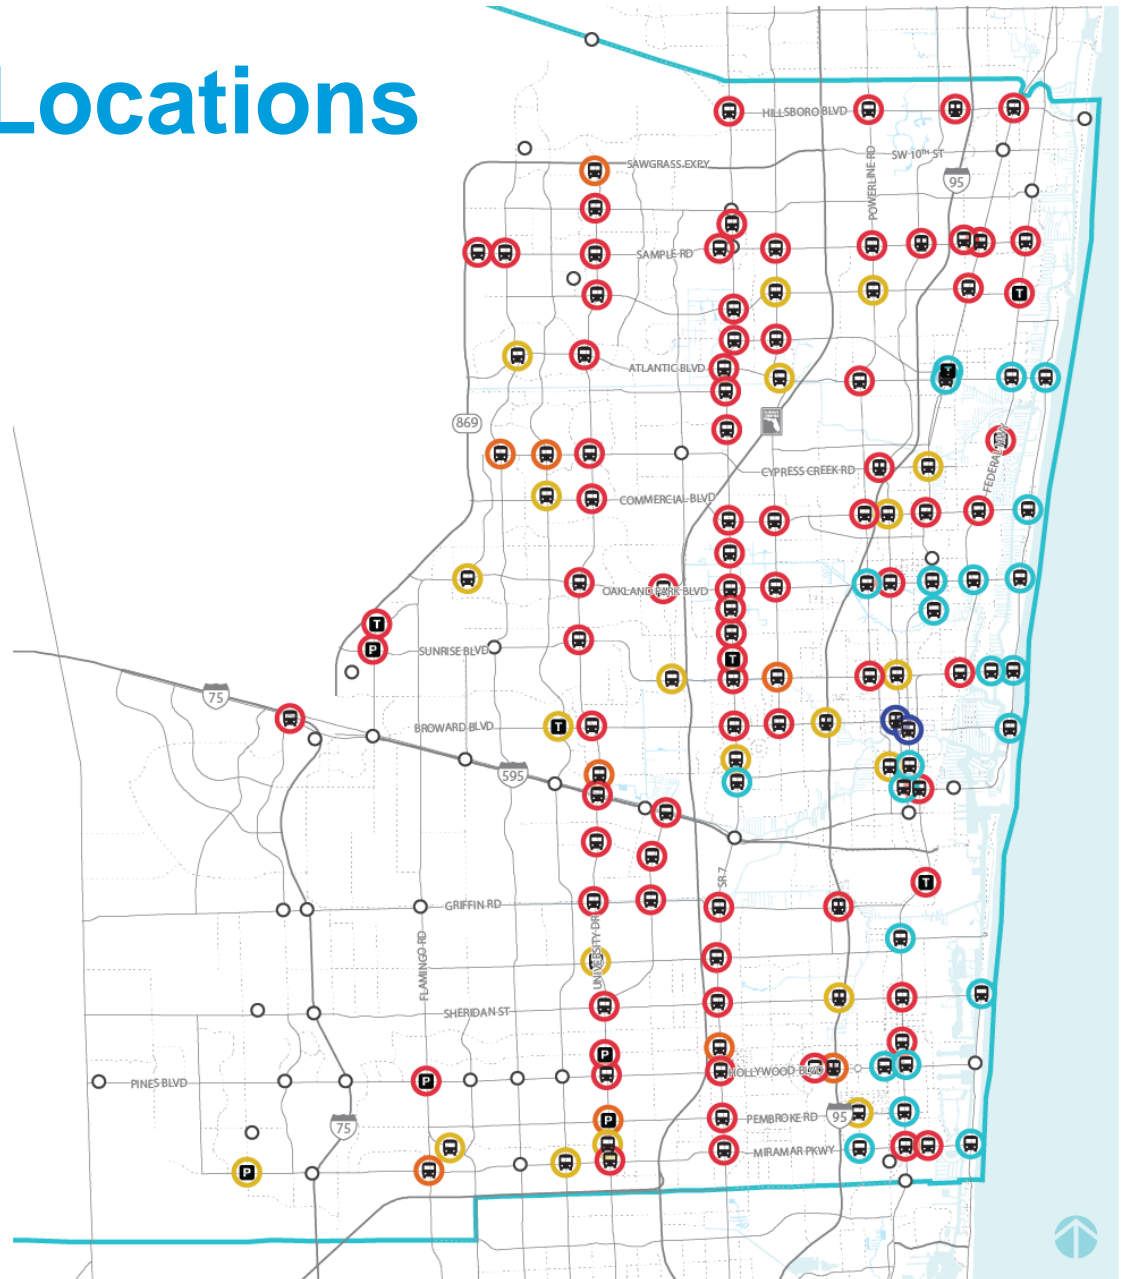 Locations
HILLSBORO BLVD
SW 10TH ST
SAWGRASS EXPY
POWERLINE RD
95
SAMPLE RD
ATLANTIC BLVD
869
FEDERAL HWY
CYPRESS CREEK RD
COMMERCIAL BLVD
OAKLAND PARK BLVD
T
T
T
P
SUNRISE BLVD
T
75
BROWARD BLVD
T
595
SR-7
T
GRIFFIN RD
UNIVERSITY DR
FLAMINGO RD
SHERIDAN ST
P
HOLLYWOOD BLVD
PINES BLVD
P
P
PEMBROKE RD
95
75
MIRAMAR PKWY
P